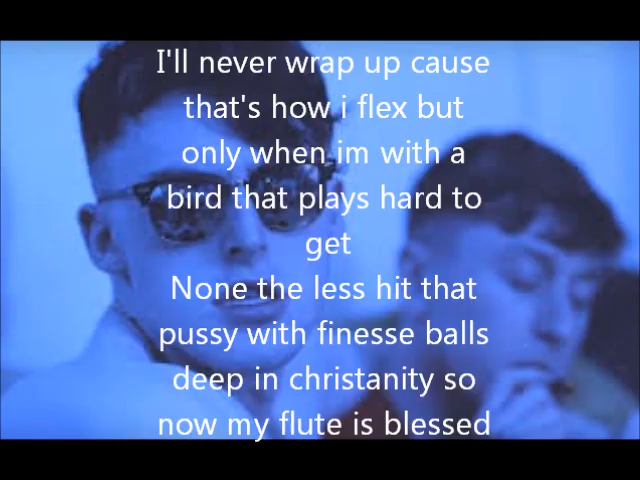 I'll never wrap up cause
that's how i flex but
only when im with a
bird that plays hard to
get
None the less hit that
pussy with finesse balls
deep in christanity so
now my flute is blessed